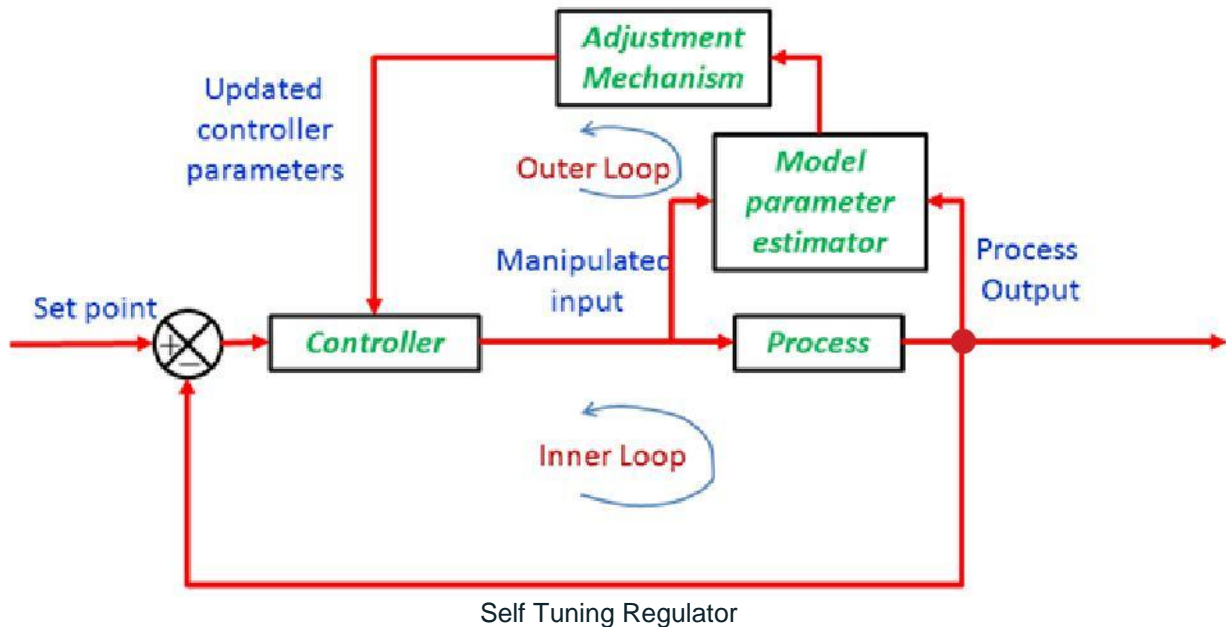 Adjustment
Mechanism
Updated
controller
parameters
Outer Loop
Model
parameter
estimator
Manipulated
input
Process
Output
Set point
+
−
Controller
Process
Inner Loop
Self Tuning Regulator